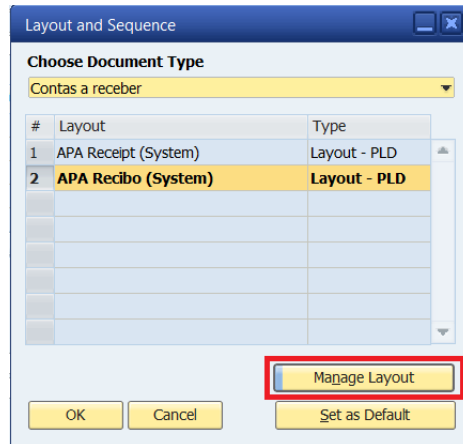 Layout and Sequence
Choose Document Type
Contas a receber
# Layout Type
1 APA Receipt (System) Layout - PLD
2 APA Recibo (System) Layout - PLD
Manage Layout
OK Cancel Set as Default